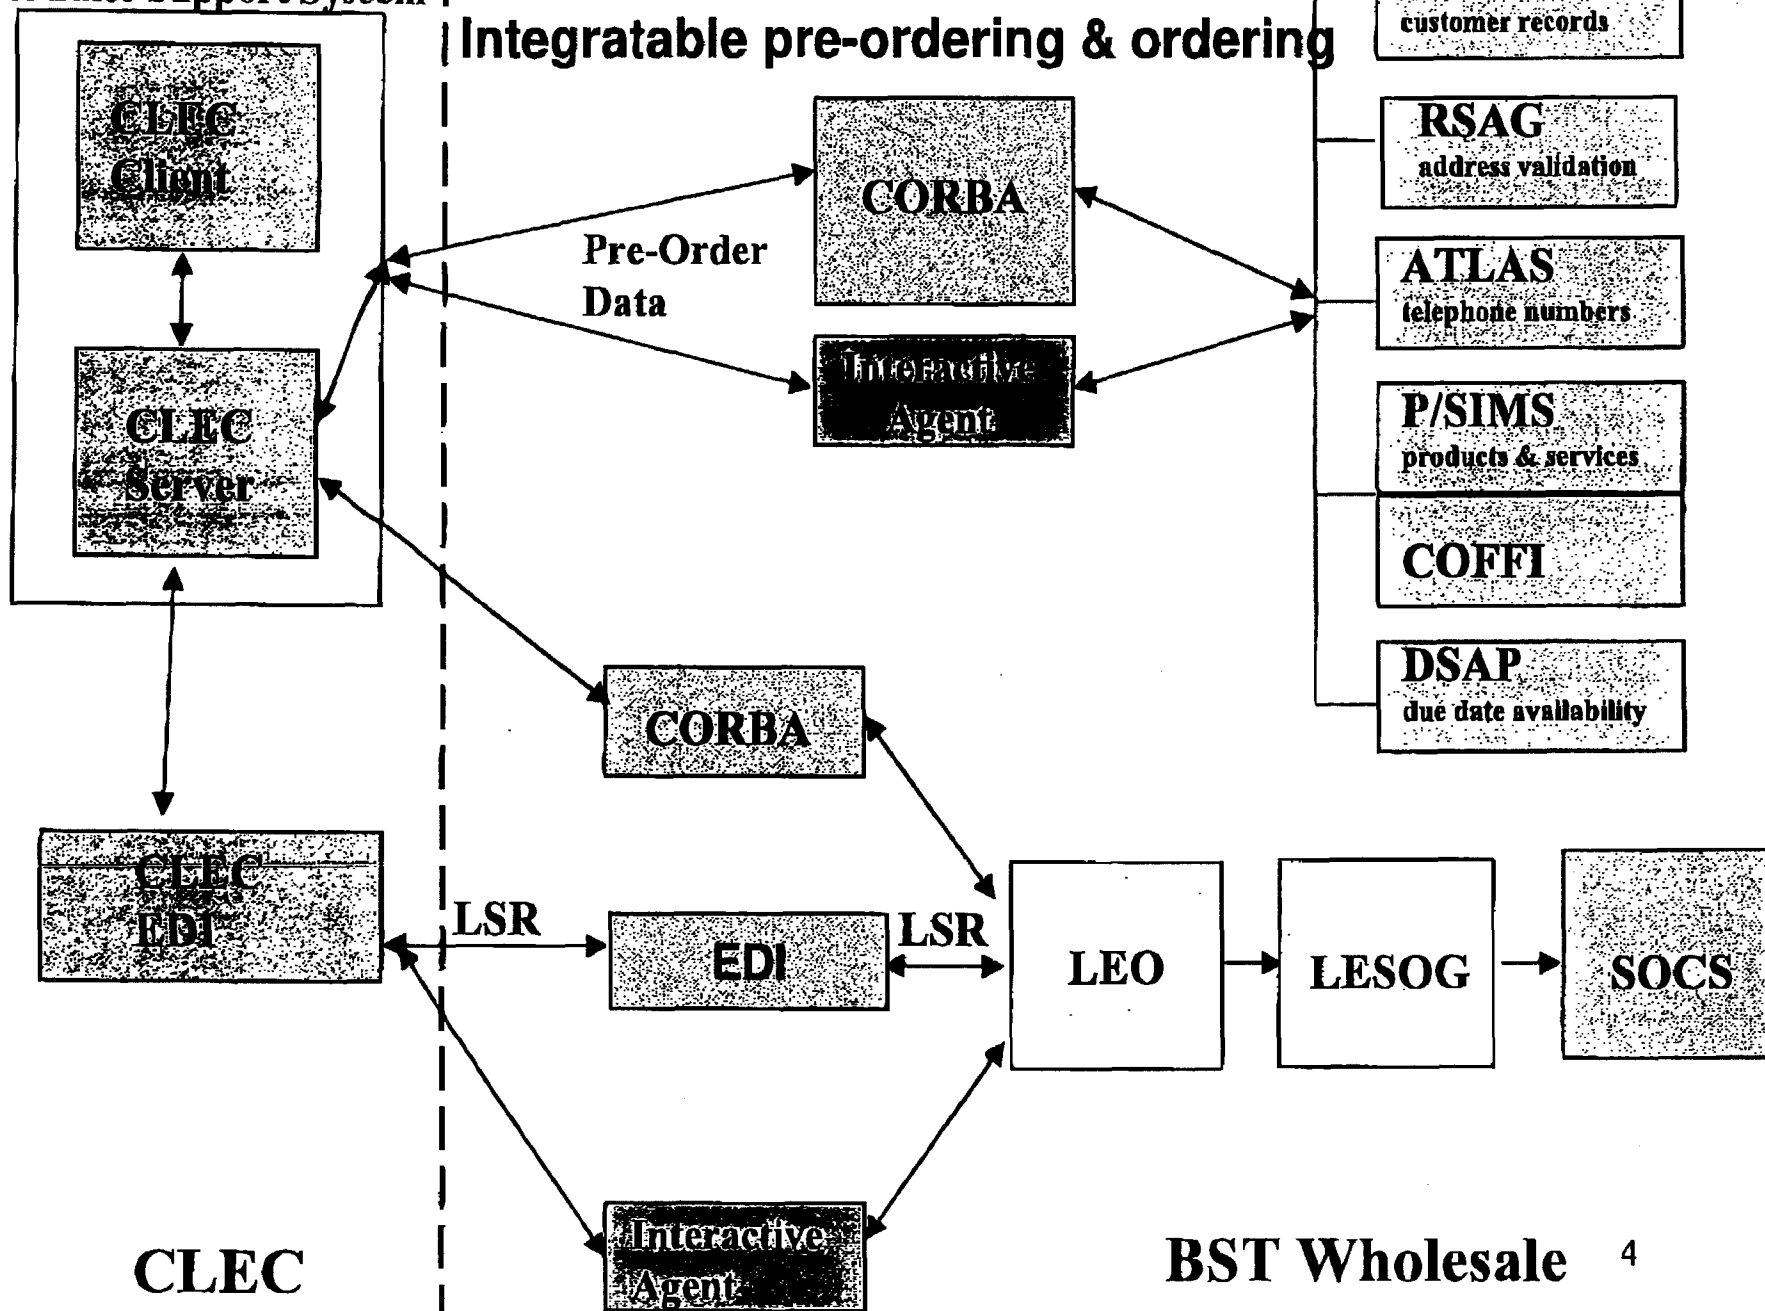 Support System
Integratable pre-ordering & ordering
customer records
CLEC
Client
CORBA
RSAG
address validation
Pre-Order
Data
ATLAS
telephone numbers
Interactive
Agent
CLEC
Server
P/SIMS
products & services
COFFI
DSAP
due date availability
CORBA
CLEC
EDI
LSR
EDI
LSR
LEO
LESOG
SOCS
Interactive
Agent
CLEC
BST Wholesale 4